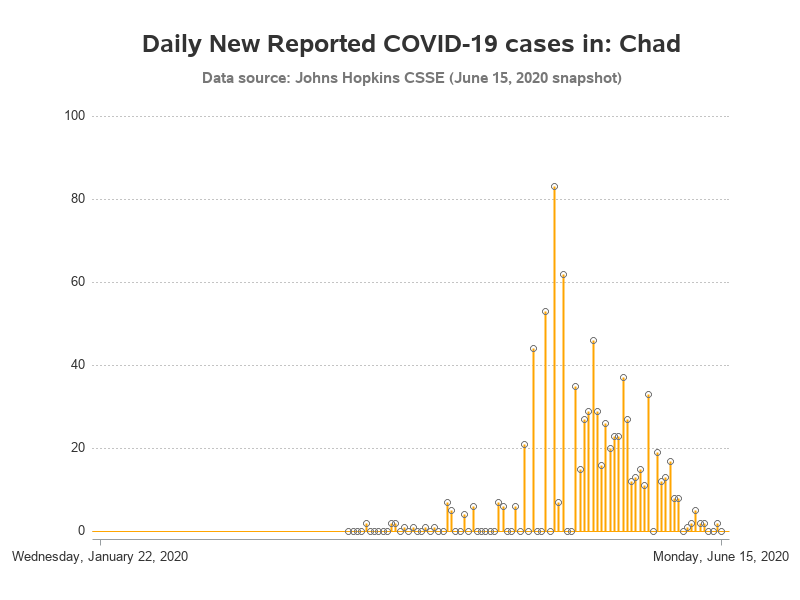 Daily New Reported COVID-19 cases in: Chad
Data source: Johns Hopkins CSSE (June 15, 2020 snapshot)
100
80
60
40
20
0
Wednesday, January 22, 2020
Monday, June 15, 2020